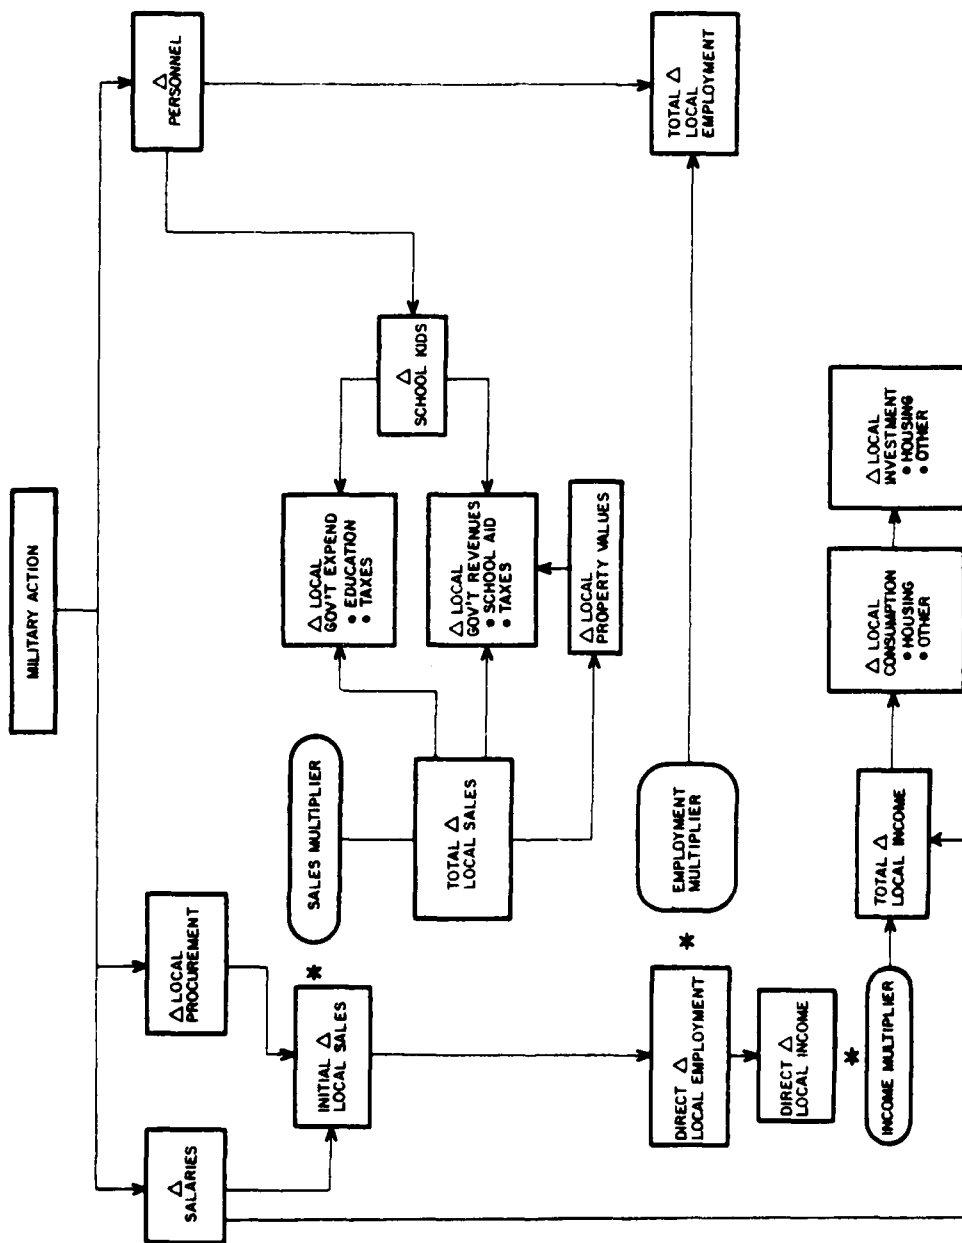 MILITARY ACTION
Δ
SALARIES
Δ LOCAL
PROCUREMENT
Δ
PERSONNEL
INITIAL Δ
LOCAL SALES
*
SALES MULTIPLIER
TOTAL Δ
LOCAL SALES
Δ LOCAL
GOV'T EXPEND
• EDUCATION
• TAXES
Δ LOCAL
GOV'T REVENUES
• SCHOOL AID
• TAXES
Δ
SCHOOL KIDS
Δ LOCAL
PROPERTY VALUES
DIRECT Δ
LOCAL EMPLOYMENT
*
EMPLOYMENT
MULTIPLIER
TOTAL Δ
LOCAL
EMPLOYMENT
DIRECT Δ
LOCAL INCOME
*
INCOME MULTIPLIER
TOTAL Δ
LOCAL INCOME
Δ LOCAL
CONSUMPTION
• HOUSING
• OTHER
Δ LOCAL
INVESTMENT
• HOUSING
• OTHER